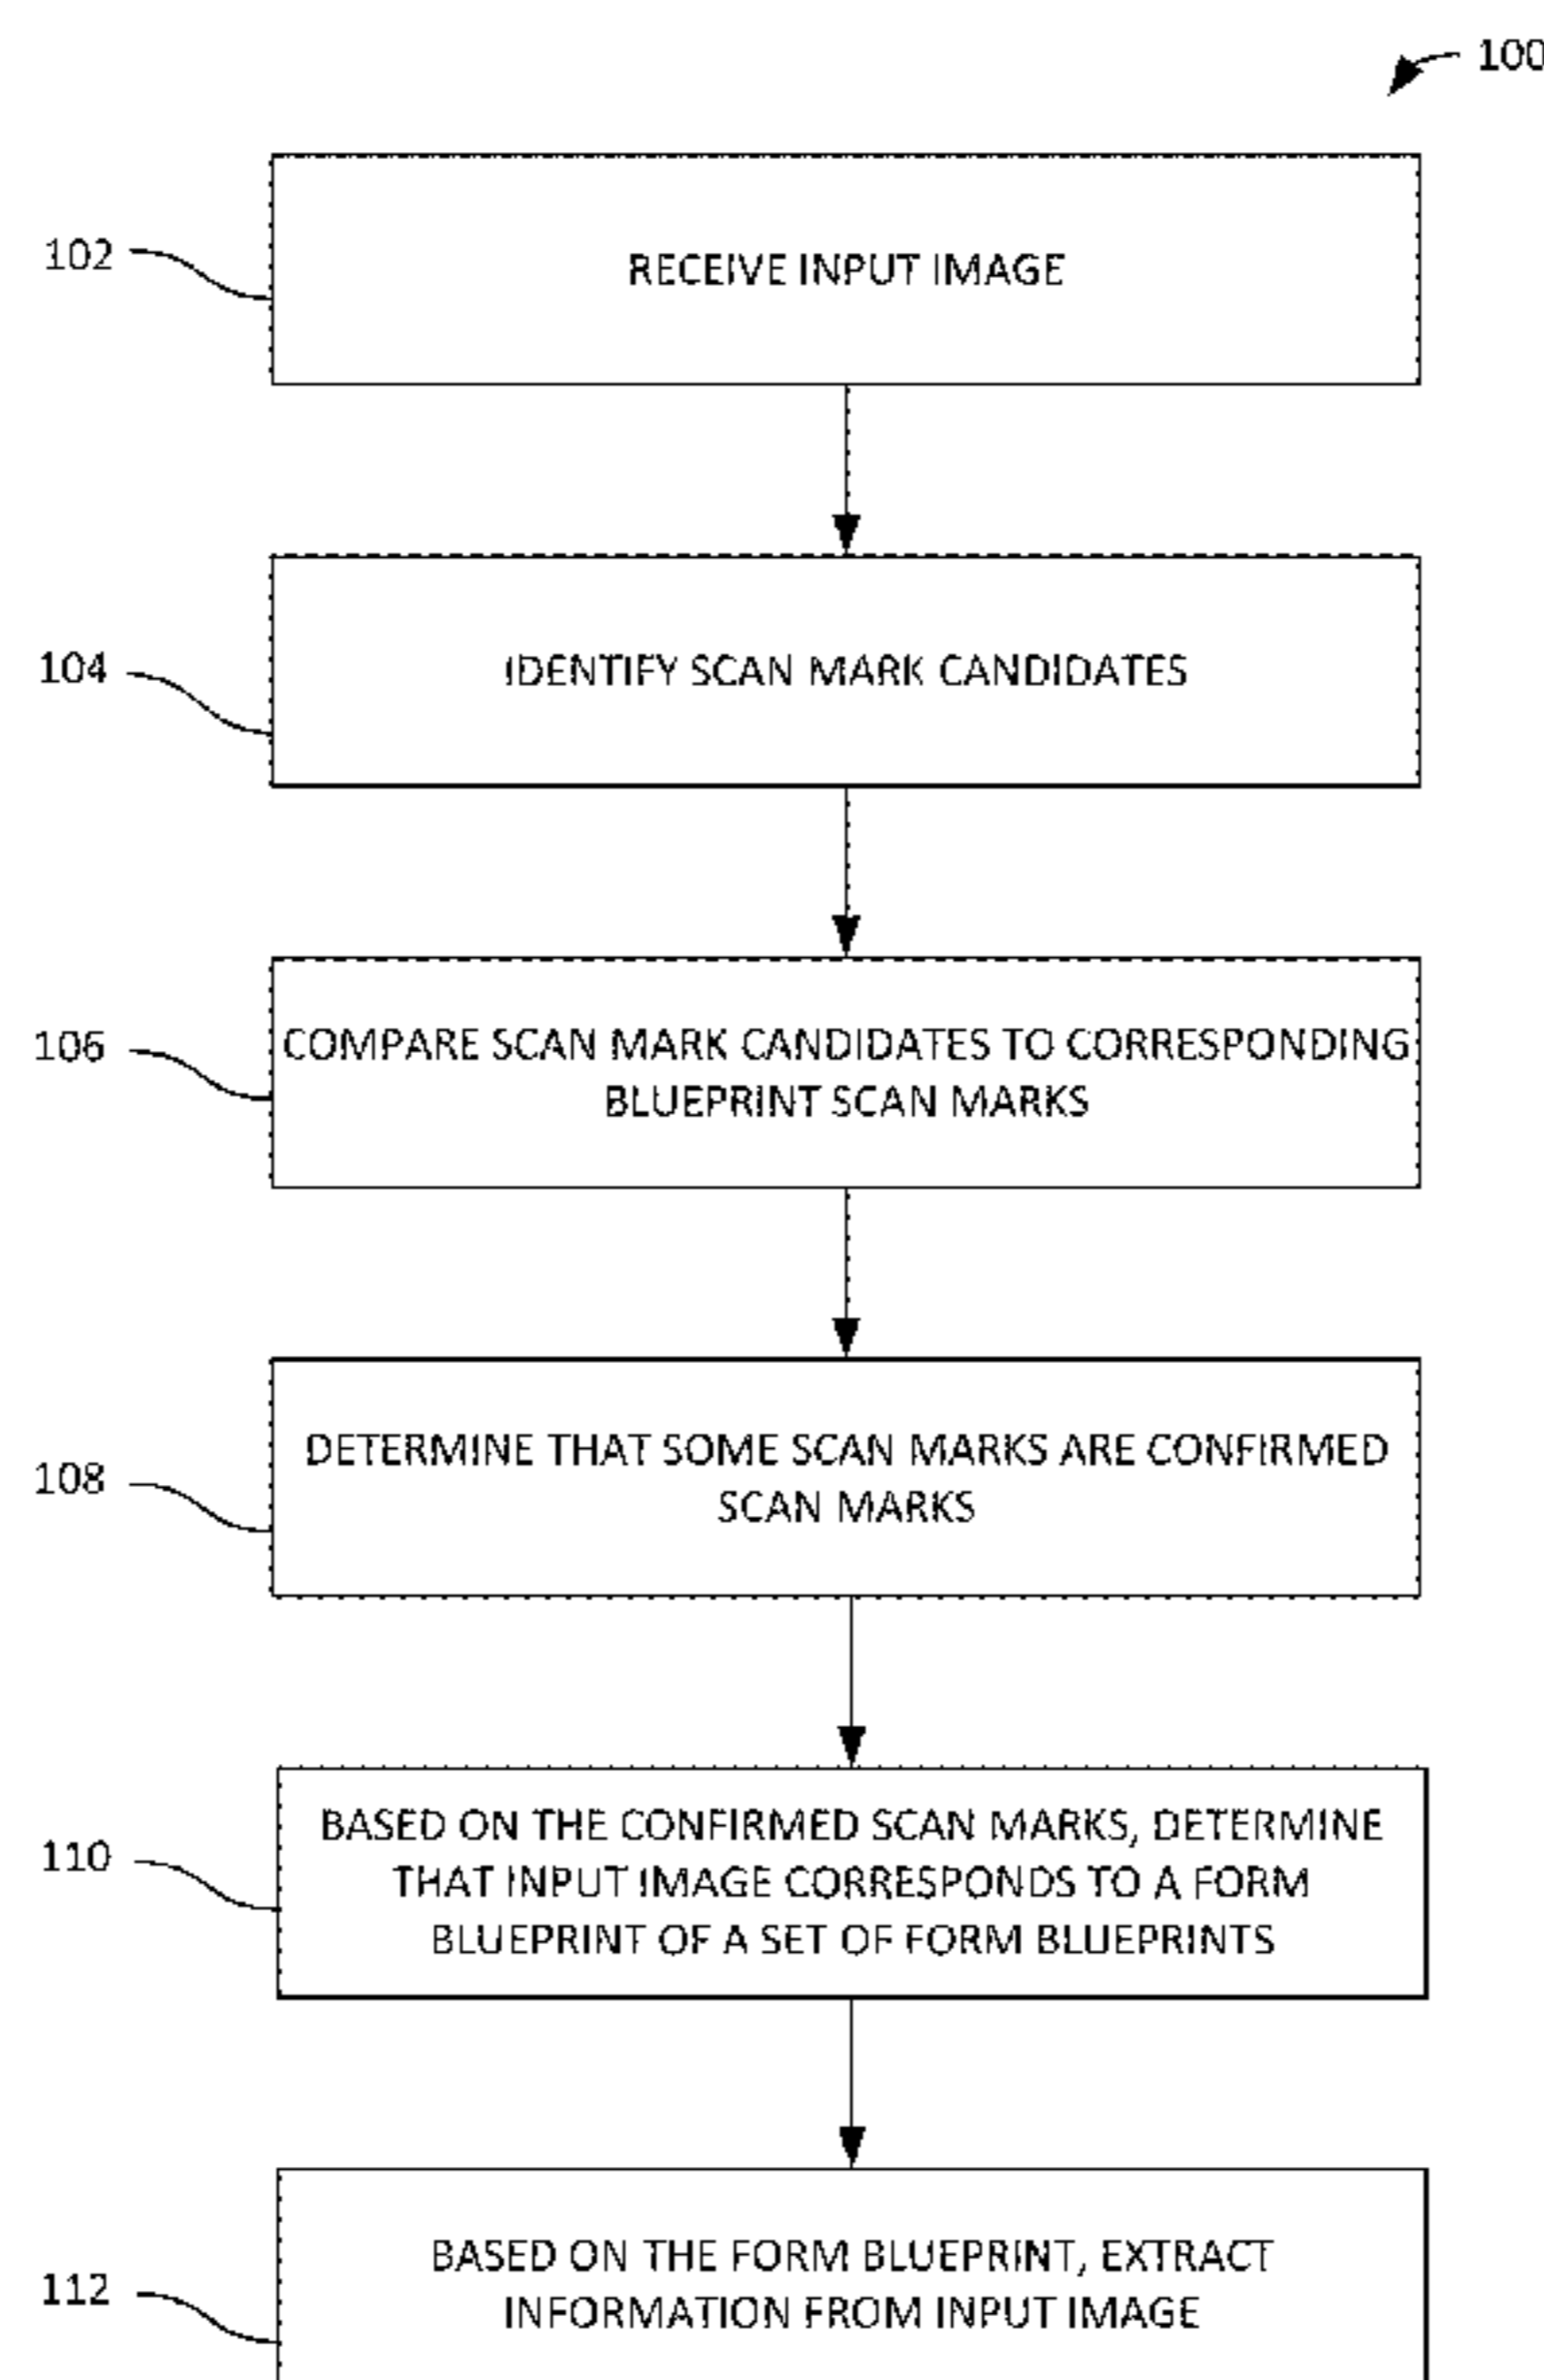 100
102
RECEIVE INPUT IMAGE
104
IDENTIFY SCAN MARK CANDIDATES
106
COMPARE SCAN MARK CANDIDATES TO CORRESPONDING
BLUEPRINT SCAN MARKS
108
DETERMINE THAT SOME SCAN MARKS ARE CONFIRMED
SCAN MARKS
110
BASED ON THE CONFIRMED SCAN MARKS, DETERMINE
THAT INPUT IMAGE CORRESPONDS TO A FORM
BLUEPRINT OF A SET OF FORM BLUEPRINTS
112
BASED ON THE FORM BLUEPRINT, EXTRACT
INFORMATION FROM INPUT IMAGE